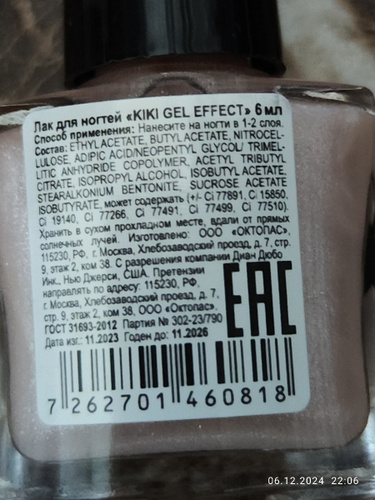 Лак для ногтей «KIKI GEL EFFECT» 6 мл
Способ применения: Нанесите на ногти в 1-2 слоя.
Состав: ETHYL ACETATE, BUTYL ACETATE, NITROCEL-
LULOSE, ADIPIC ACID/NEOPENTYL GLYCOL/ TRIMEL-
LITIC ANHYDRIDE COPOLYMER, ACETYL TRIBUTYL
CITRATE, ISOPROPYL ALCOHOL, ISOBUTYL ACETATE,
STEARALKONIUM BENTONITE, SUCROSE ACETATE
ISOBUTYRATE, может содержать (+/- Ci 77891, Ci 15850,
Ci 19140, Ci 77266, Ci 77491, Ci 77499, Ci 77510).
Хранить в сухом прохладном месте, вдали от прямых
солнечных лучей. Изготовлено: ООО «ОКТОПАС»,
115230, РФ, г. Москва, Хлебозаводский проезд, д. 7, стр.
9, этаж 2, ком 38. С разрешения компании Диан Дюбо
Инк., Нью Джерси, США. Претензии
направлять по адресу: 115230, РФ,
г. Москва, Хлебозаводский проезд, д. 7,
стр. 9, этаж 2, ком 38, ООО «Октопас».
ГОСТ 31693-2012 Партия № 302-23/790
Дата изг.: 11.2023 Годен до: 11.2026
EAC
7 262701 460818
06.12.2024 22:06